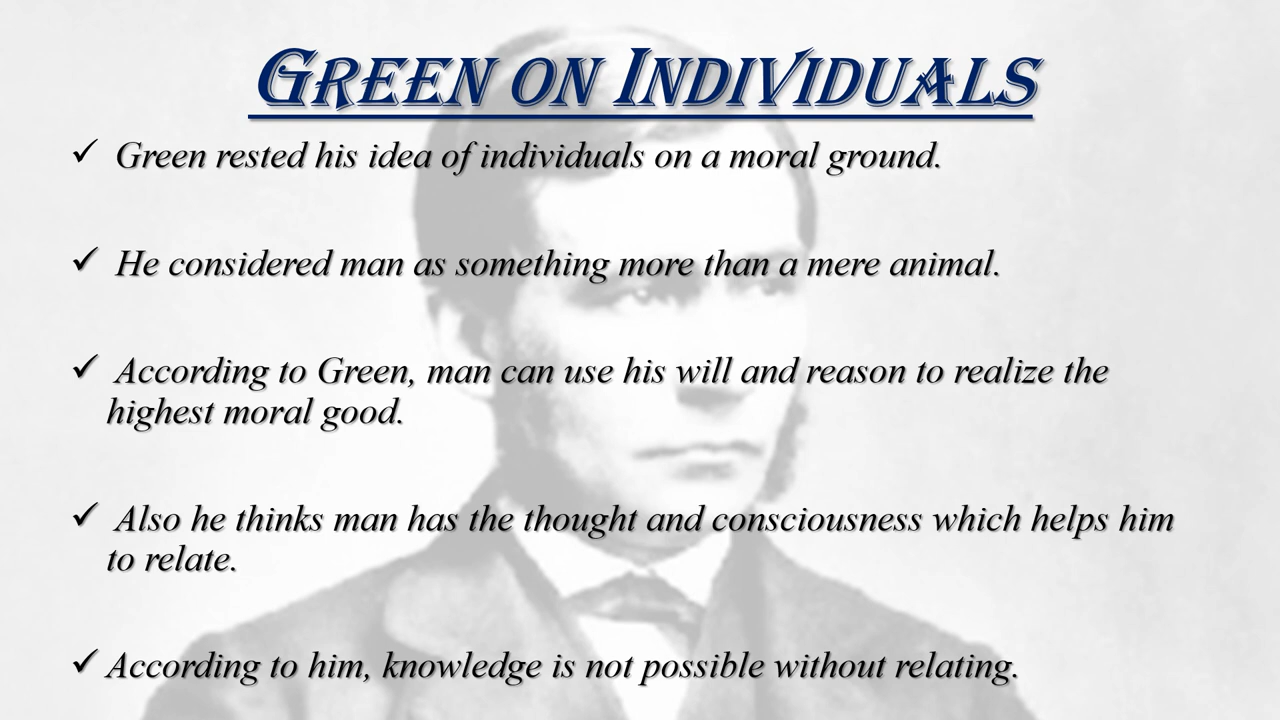 Green on Individuals
✓ Green rested his idea of individuals on a moral ground.
✓ He considered man as something more than a mere animal.
✓ According to Green, man can use his will and reason to realize the
highest moral good.
✓ Also he thinks man has the thought and consciousness which helps him
to relate.
✓ According to him, knowledge is not possible without relating.